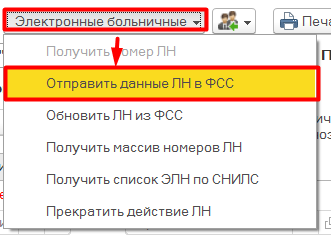 Электронные больничные
Печа
Получить номер ЛН
Отправить данные ЛН в ФСС
Обновить ЛН из ФСС
Получить массив номеров ЛН
Получить список ЭЛН по СНИЛС
Прекратить действие ЛН